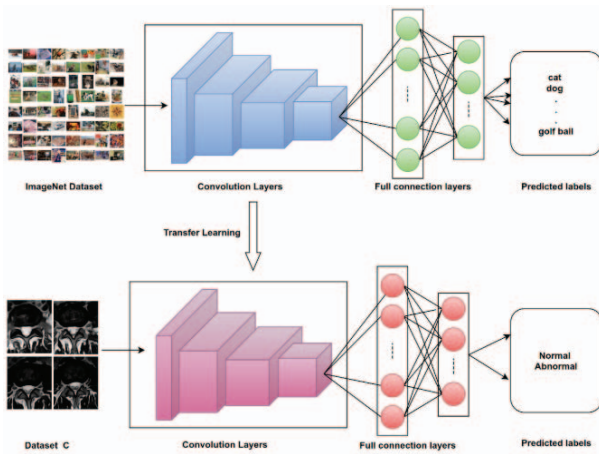 cat
dog
.
.
.
golf ball
ImageNet Dataset
Convolution Layers
Full connection layers
Predicted labels
Transfer Learning
Normal
Abnormal
Dataset C
Convolution Layers
Full connection layers
Predicted labels